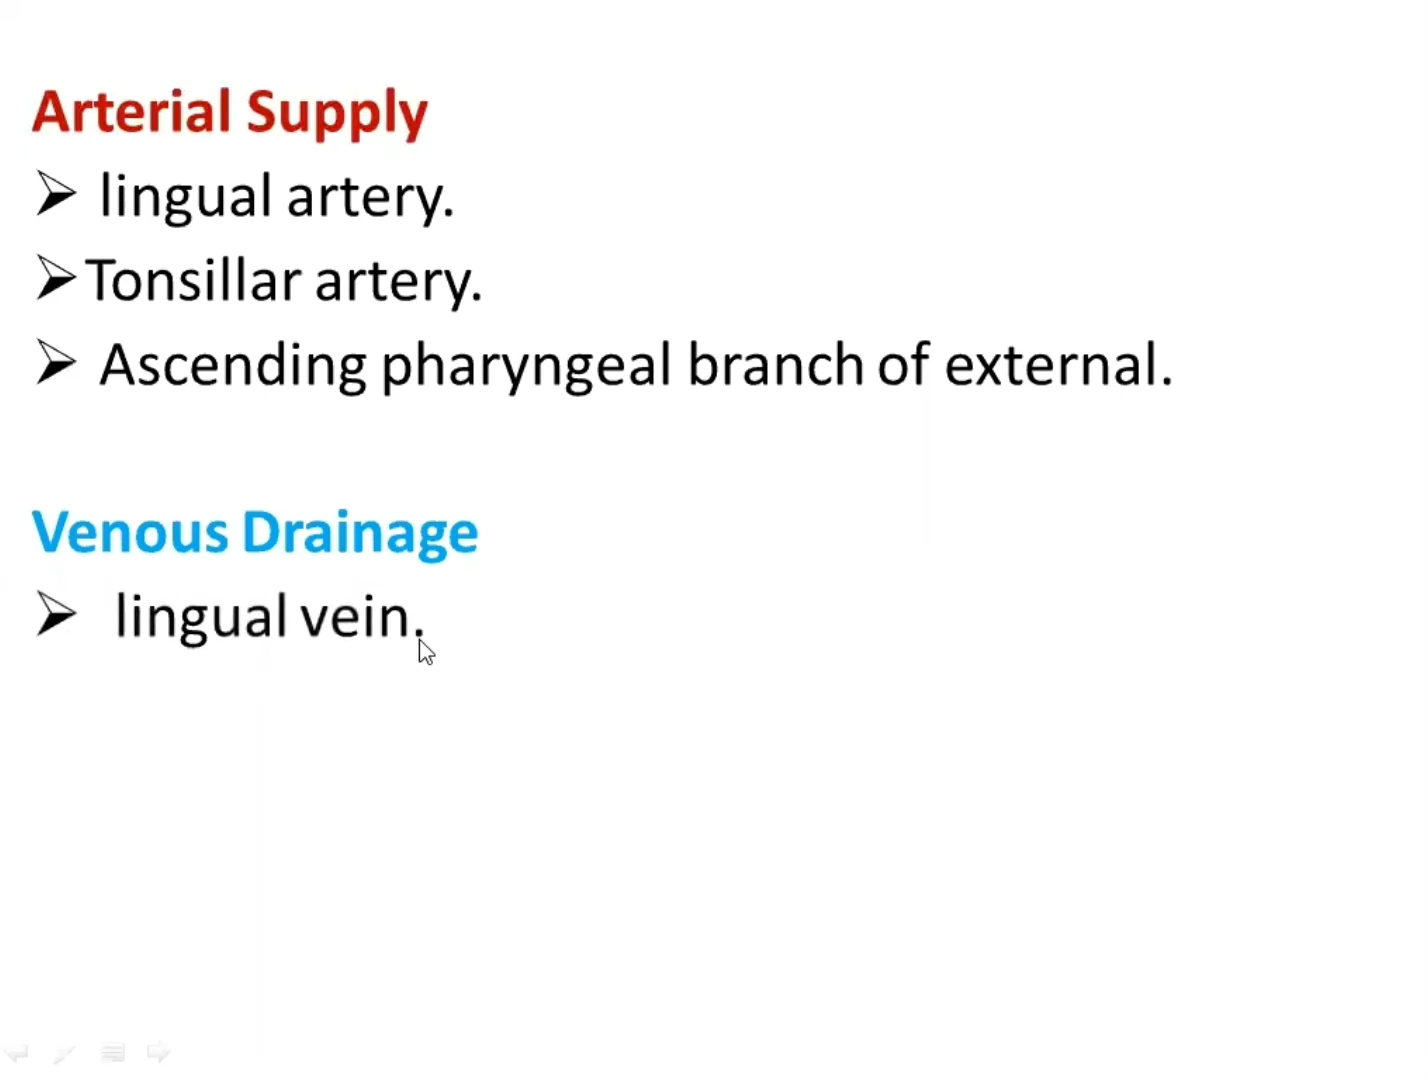 Arterial Supply
lingual artery.
Tonsillar artery.
Ascending pharyngeal branch of external.
Venous Drainage
lingual vein.